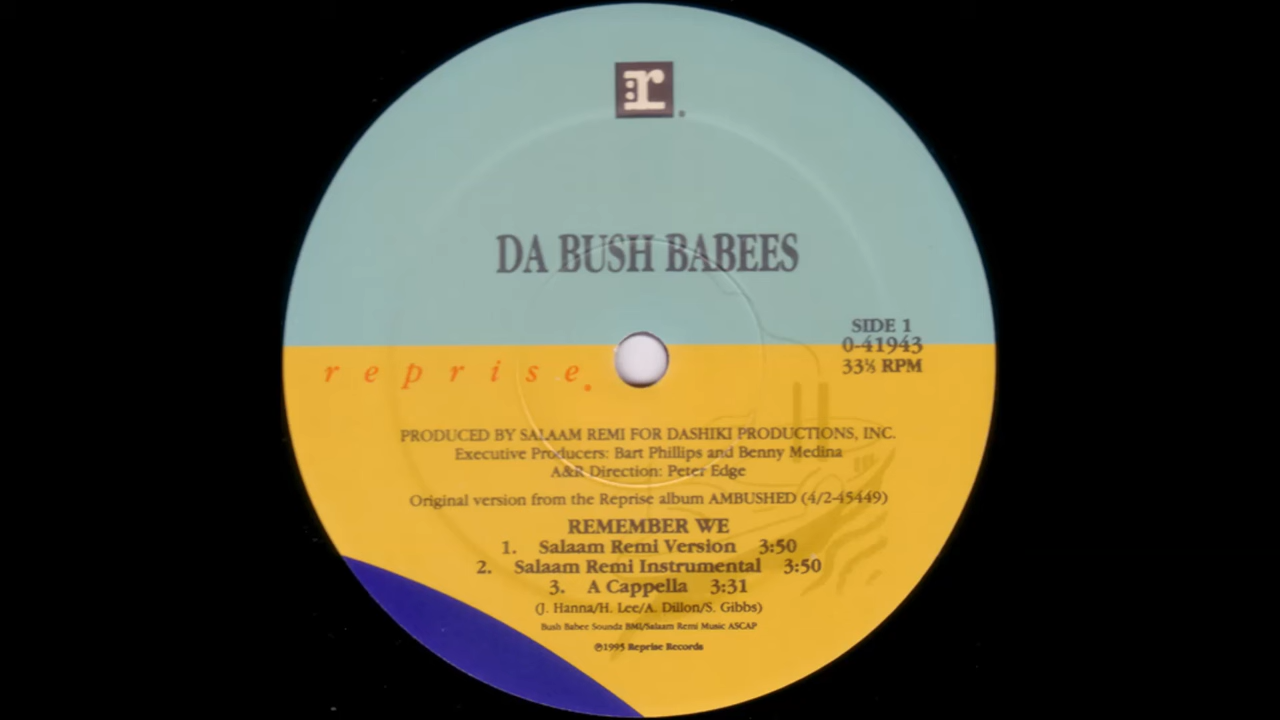 r
DA BUSH BABEES
SIDE 1
0-41943
33⅓ RPM
reprise.
PRODUCED BY SALAAM REMI FOR DASHIKI PRODUCTIONS, INC.
Executive Producers: Bart Phillips and Benny Medina
A&R Direction: Peter Edge
Original version from the Reprise album AMBUSHED (4/2-45449)
REMEMBER WE
1. Salaam Remi Version 3:50
2. Salaam Remi Instrumental 3:50
3. A Cappella 3:31
(J. Hanna/H. Lee/A. Dillon/S. Gibbs)
Bush Babee Soundz BMI/Salaam Remi Music ASCAP
℗1995 Reprise Records